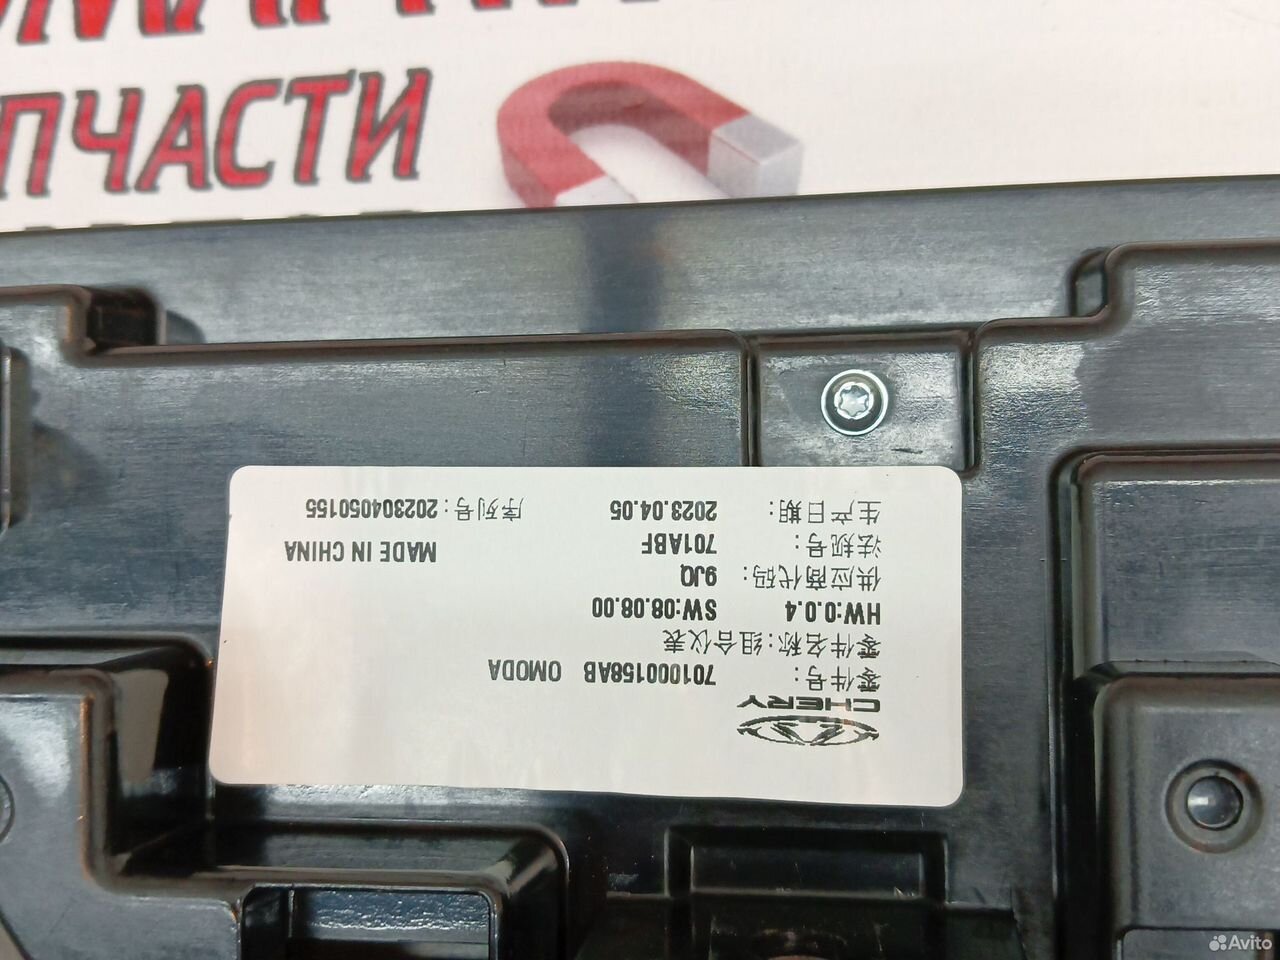 ПЧАСТИ
CHERY
零件号: 701000158AB OMODA
零件名称:组合仪表
HW:0.0.4 SW:08.08.00
供应商代码: 9JQ
法规号: 701ABF MADE IN CHINA
生产日期: 2023.04.05 序列号:202304050155
Avito